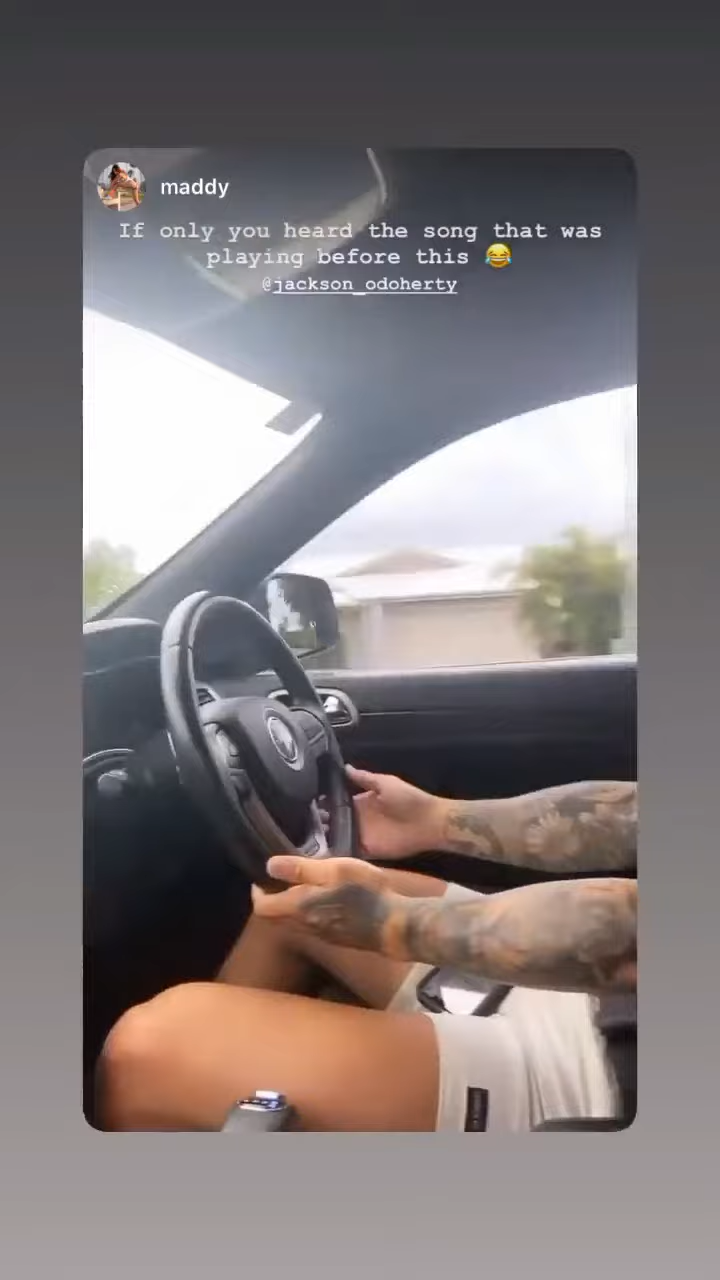 maddy
If only you heard the song that was
playing before this 😂
@jackson_odoherty